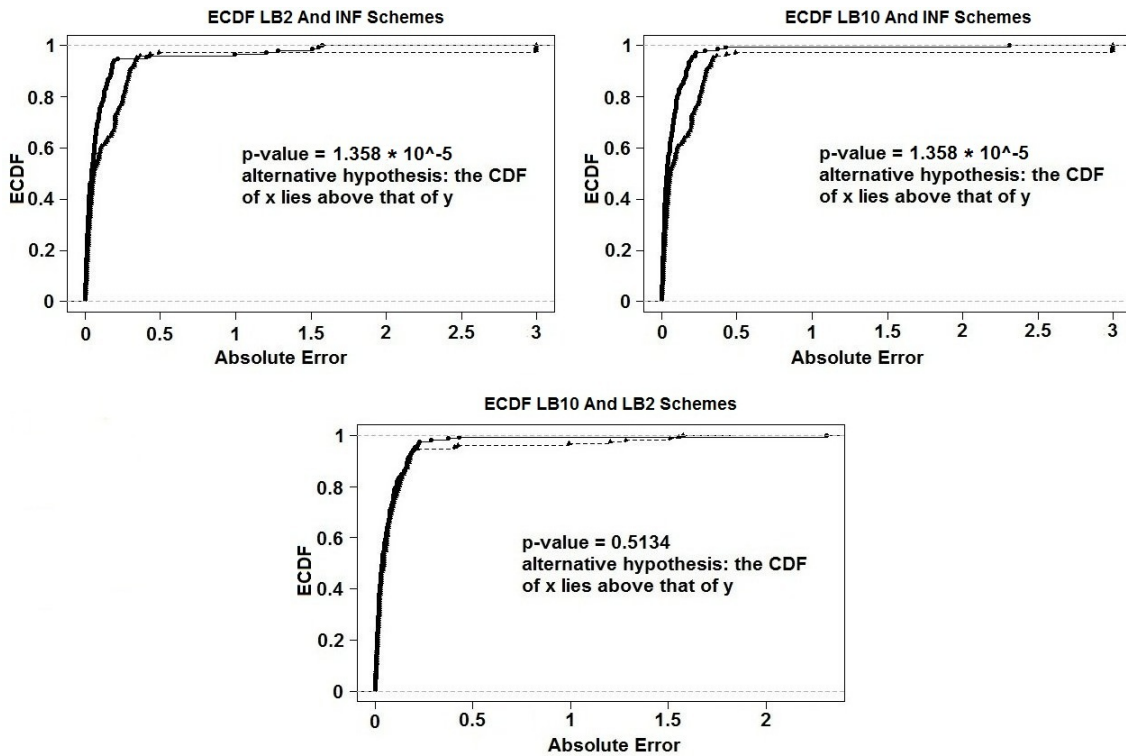 ECDF LB2 And INF Schemes
1
0.8
0.6
0.4
0.2
0
ECDF
p-value = 1.358 * 10^-5
alternative hypothesis: the CDF
of x lies above that of y
0 0.5 1 1.5 2 2.5 3
Absolute Error
ECDF LB10 And INF Schemes
1
0.8
0.6
0.4
0.2
0
ECDF
p-value = 1.358 * 10^-5
alternative hypothesis: the CDF
of x lies above that of y
0 0.5 1 1.5 2 2.5 3
Absolute Error
ECDF LB10 And LB2 Schemes
1
0.8
0.6
0.4
0.2
0
ECDF
p-value = 0.5134
alternative hypothesis: the CDF
of x lies above that of y
0 0.5 1 1.5 2
Absolute Error